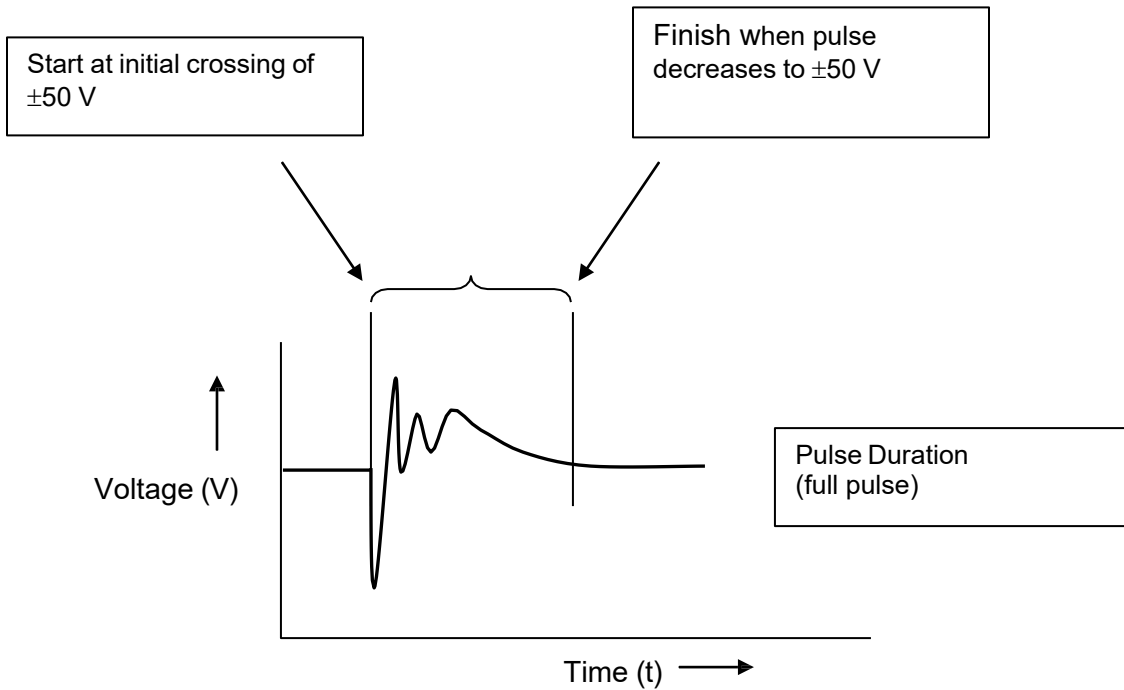 Start at initial crossing of
±50 V
Finish when pulse
decreases to ±50 V
Voltage (V)
Pulse Duration
(full pulse)
Time (t)